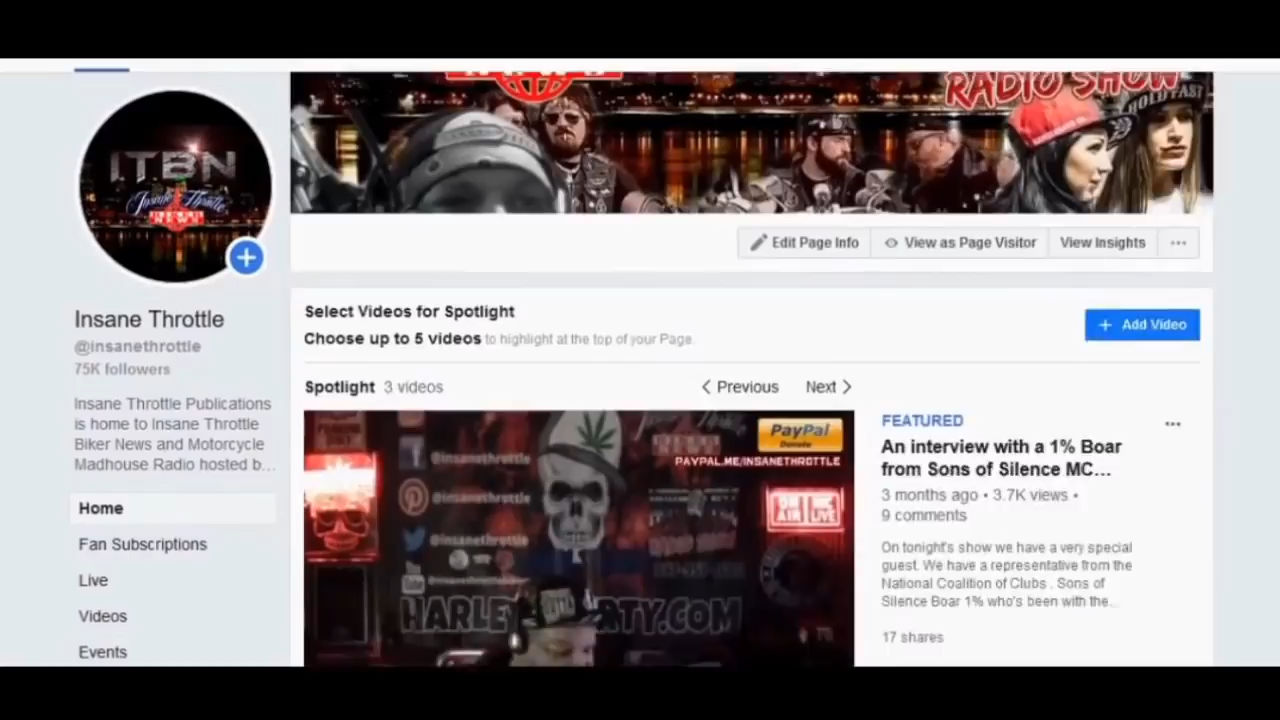 RADIO SHOW
HOLDFAST
ITBN
Insane Throttle
NEWS
Edit Page Info
View as Page Visitor
View Insights
Insane Throttle
@insanethrottle
75K followers
Insane Throttle Publications
is home to Insane Throttle
Biker News and Motorcycle
Madhouse Radio hosted b...
Home
Fan Subscriptions
Live
Videos
Events
Select Videos for Spotlight
Choose up to 5 videos to highlight at the top of your Page.
+ Add Video
Spotlight 3 videos
Previous
Next
PayPal
Donate
PAYPAL.ME/INSANETHROTTLE
@insanethrottle
@insanethrottle
@insanethrottle
ON AIR
LIVE
FEATURED
An interview with a 1% Boar
from Sons of Silence MC...
3 months ago • 3.7K views •
9 comments
On tonight's show we have a very special
guest. We have a representative from the
National Coalition of Clubs . Sons of
Silence Boar 1% who's been with the...
17 shares